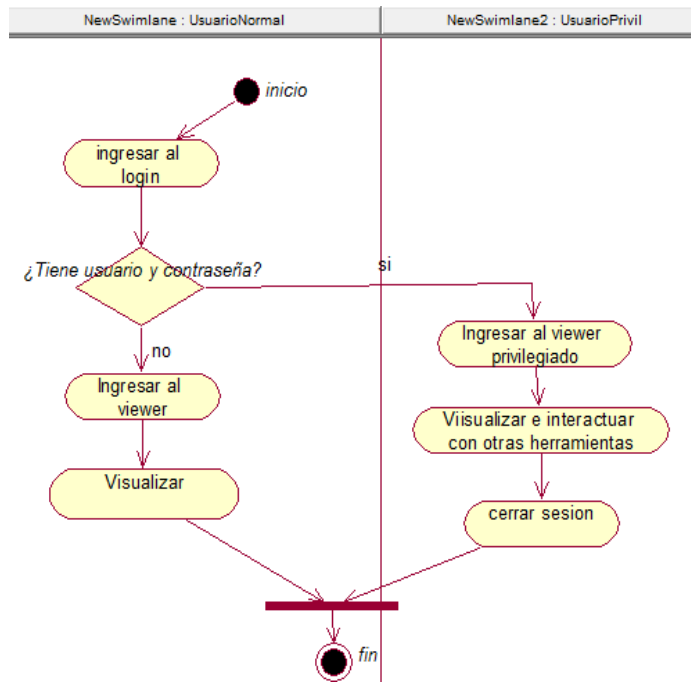 NewSwimlane : UsuarioNormal
NewSwimlane2 : UsuarioPrivil
inicio
ingresar al
login
¿Tiene usuario y contraseña?
si
no
Ingresar al
viewer
Visualizar
Ingresar al viewer
privilegiado
Viisualizar e interactuar
con otras herramientas
cerrar sesion
fin